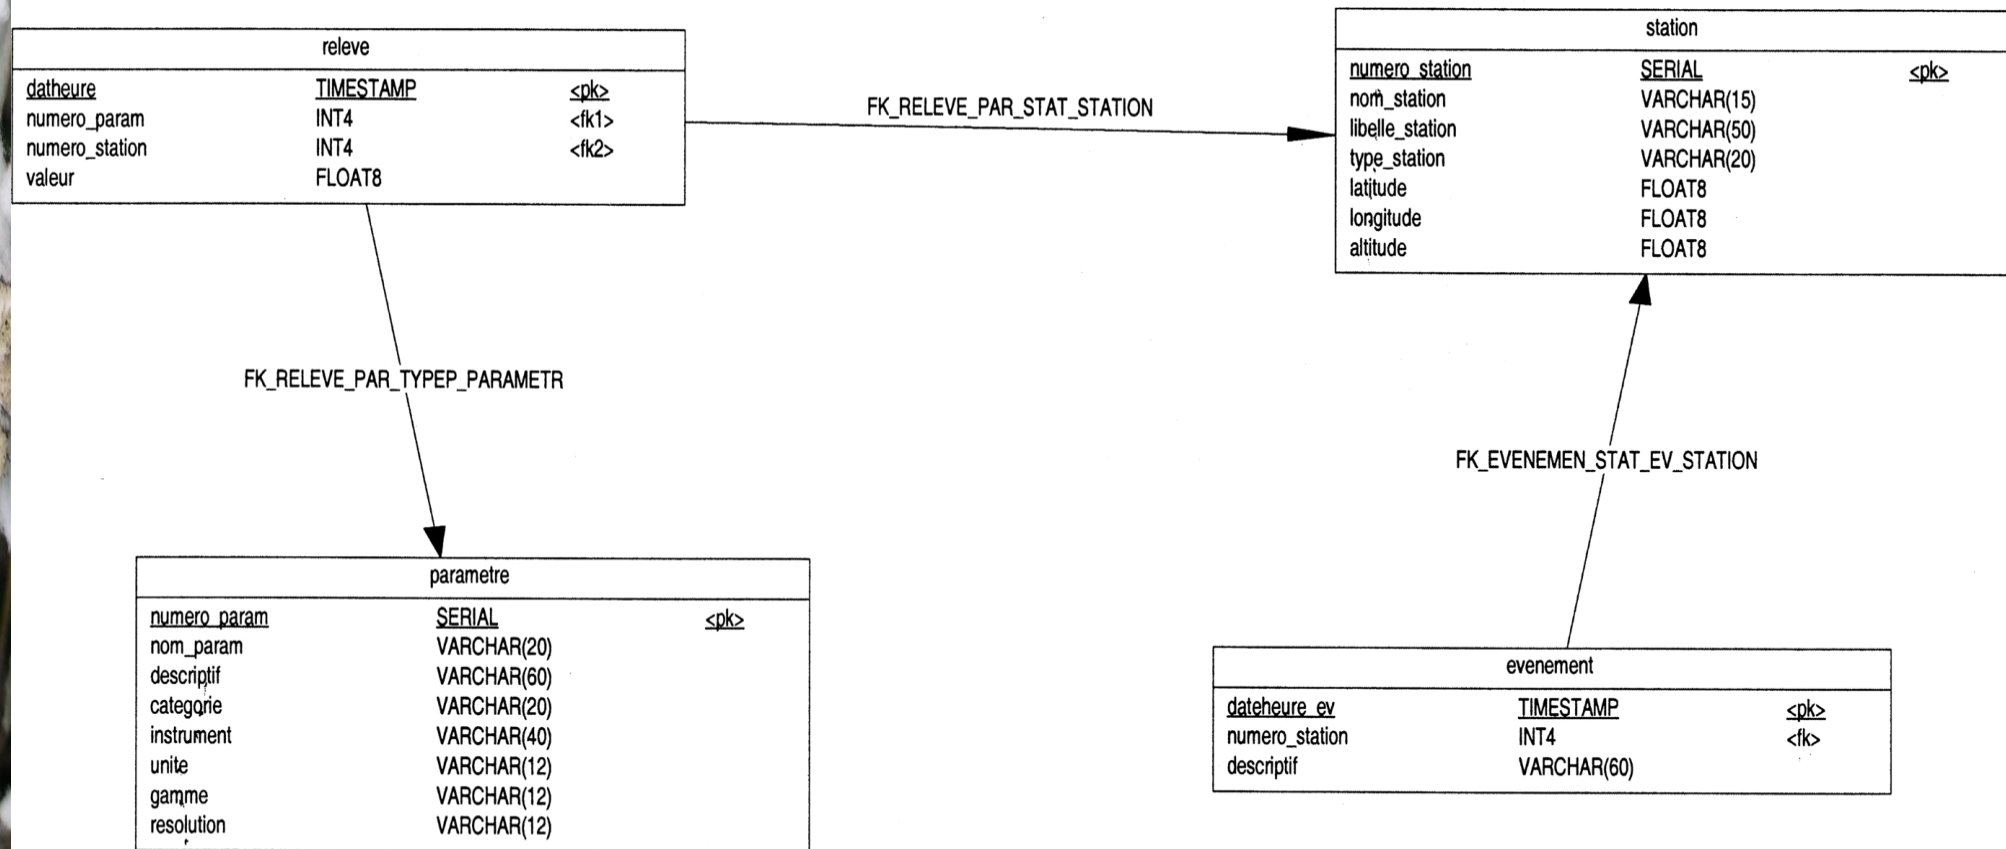 releve
datheure TIMESTAMP <pk>
numero_param INT4 <fk1>
numero_station INT4 <fk2>
valeur FLOAT8
FK_RELEVE_PAR_STAT_STATION
station
numero_station SERIAL <pk>
nom_station VARCHAR(15)
libelle_station VARCHAR(50)
type_station VARCHAR(20)
latitude FLOAT8
longitude FLOAT8
altitude FLOAT8
FK_RELEVE_PAR_TYPEP_PARAMETR
FK_EVENEMEN_STAT_EV_STATION
parametre
numero_param SERIAL <pk>
nom_param VARCHAR(20)
descriptif VARCHAR(60)
categorie VARCHAR(20)
instrument VARCHAR(40)
unite VARCHAR(12)
gamme VARCHAR(12)
resolution VARCHAR(12)
evenement
dateheure_ev TIMESTAMP <pk>
numero_station INT4 <fk>
descriptif VARCHAR(60)